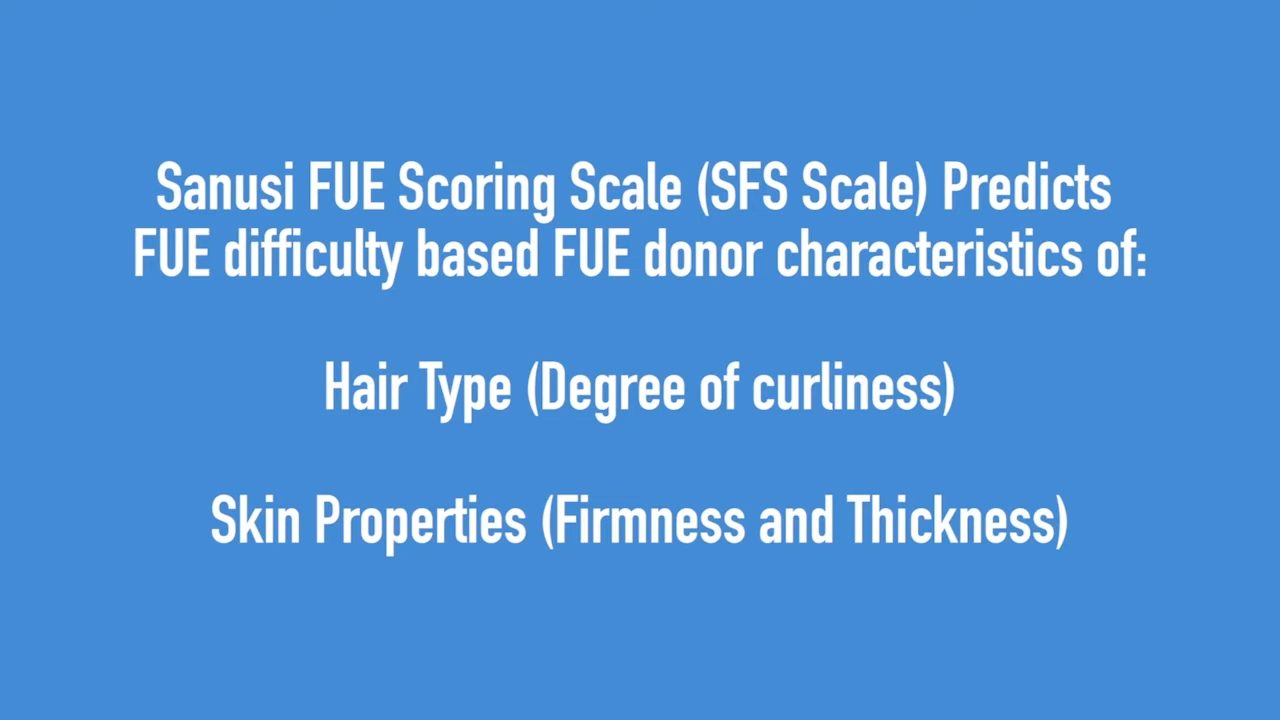 Sanusi FUE Scoring Scale (SFS Scale) Predicts
FUE difficulty based FUE donor characteristics of:
Hair Type (Degree of curliness)
Skin Properties (Firmness and Thickness)